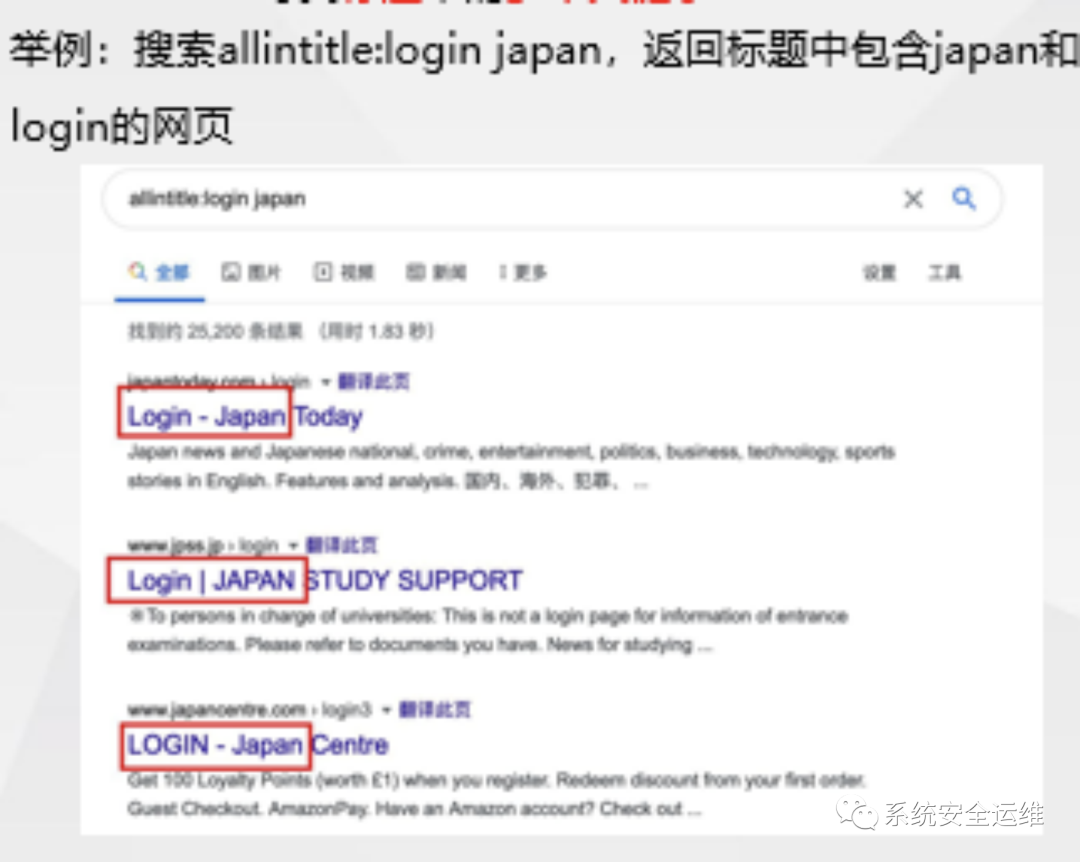 举例：搜索allintitle:login japan，返回标题中包含japan和
login的网页
allintitle:login japan
全部 图片 视频 新闻 更多 设置 工具
找到约 25,200 条结果 （用时 1.83 秒）
japantoday.com › login 翻译此页
Login - Japan Today
Japan news and Japanese national, crime, entertainment, politics, business, technology, sports
stories in English. Features and analysis. 国内、海外、犯罪、 ...
www.jpss.jp › login 翻译此页
Login | JAPAN STUDY SUPPORT
※To persons in charge of universities: This is not a login page for information of entrance
examinations. Please refer to documents you have. News for studying ...
www.japancentre.com › login3 翻译此页
LOGIN - Japan Centre
Get 100 Loyalty Points (worth £1) when you register. Redeem discount from your first order.
Guest Checkout. AmazonPay. Have an Amazon account? Check out ...
系统安全运维